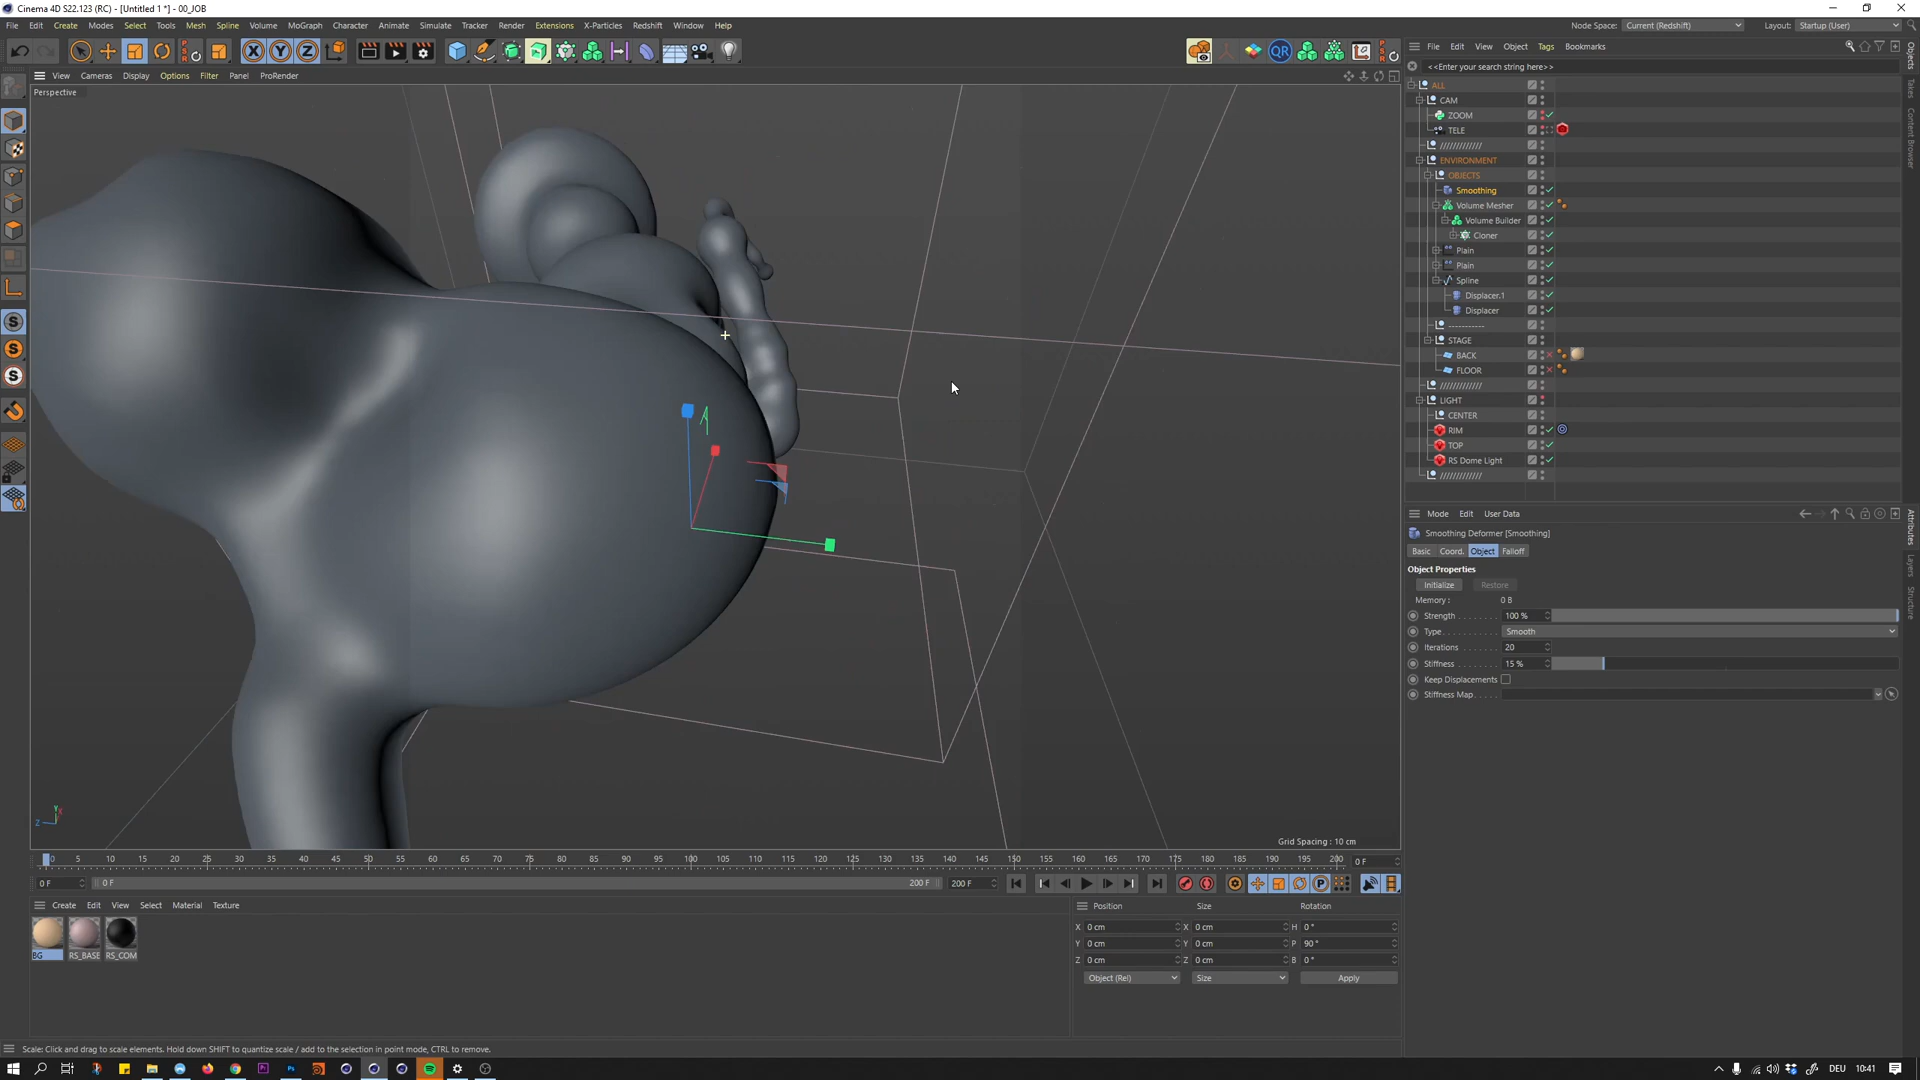 Cinema 4D S22.123 (RC) - [Untitled 1 *] - 00_JOB
File Edit Create Modes Select Tools Mesh Spline Volume MoGraph Character Animate Simulate Tracker Render Extensions X-Particles Redshift Window Help
Node Space: Current (Redshift) Layout: Startup (User)
X Y Z PSR QR PSR
File Edit View Object Tags Bookmarks
View Cameras Display Options Filter Panel ProRender
<<Enter your search string here>>
Perspective
ALL
CAM
ZOOM
TELE
/////////////
ENVIRONMENT
OBJECTS
Smoothing
Volume Mesher
Volume Builder
Cloner
Plain
Plain
Spline
Displacer.1
Displacer
-----------
STAGE
BACK
FLOOR
/////////////
LIGHT
CENTER
RIM
TOP
RS Dome Light
/////////////
Objects
Takes
Content Browser
Mode Edit User Data
Smoothing Deformer [Smoothing]
Basic Coord. Object Falloff
Object Properties
Initialize Restore
Memory : 0 B
Strength 100 %
Type Smooth
Iterations 20
Stiffness 15 %
Keep Displacements
Stiffness Map
Attributes
Layers
Structure
Y X
Z
Grid Spacing : 10 cm
0 5 10 15 20 25 30 35 40 45 50 55 60 65 70 75 80 85 90 95 100 105 110 115 120 125 130 135 140 145 150 155 160 165 170 175 180 185 190 195 200 0 F
0 F 0 F 200 F 200 F
Create Edit View Select Material Texture
Position Size Rotation
X 0 cm X 0 cm H 0 °
Y 0 cm Y 0 cm P 90 °
Z 0 cm Z 0 cm B 0 °
Object (Rel) Size Apply
BG RS_BASE RS_COM
Scale: Click and drag to scale elements. Hold down SHIFT to quantize scale / add to the selection in point mode, CTRL to remove.
DEU 10:41